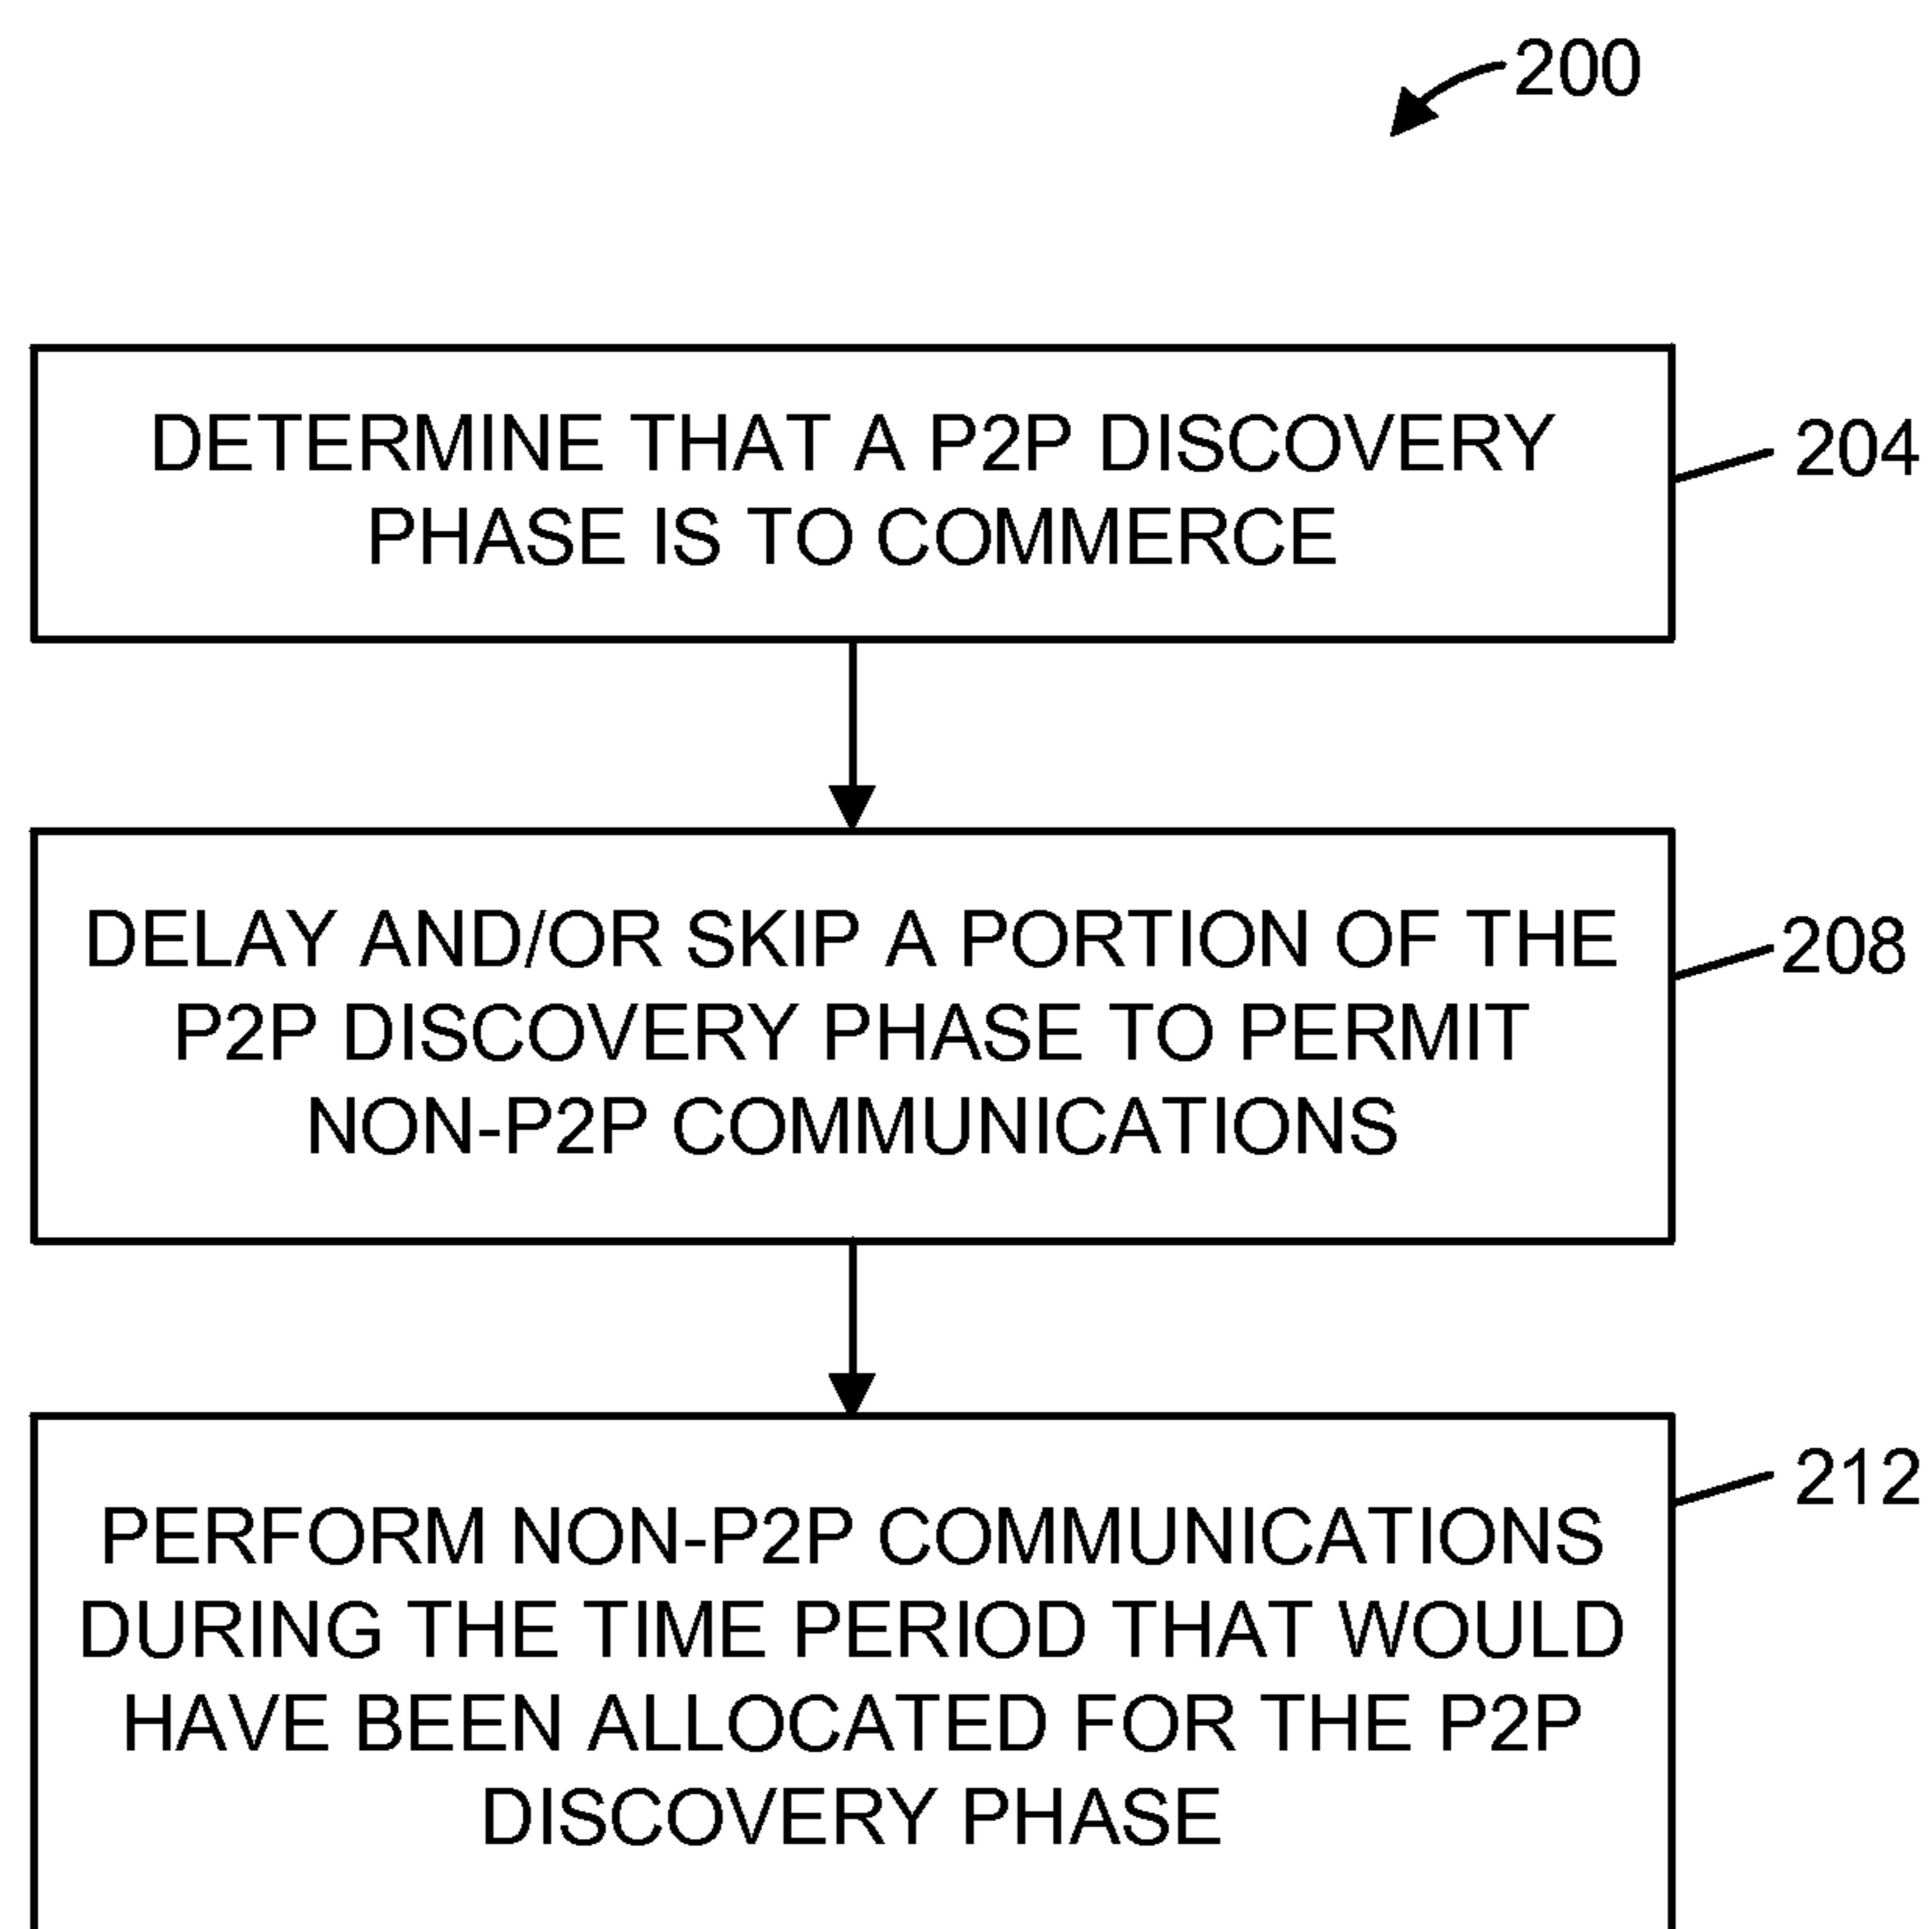 200
DETERMINE THAT A P2P DISCOVERY
PHASE IS TO COMMERCE
204
DELAY AND/OR SKIP A PORTION OF THE
P2P DISCOVERY PHASE TO PERMIT
NON-P2P COMMUNICATIONS
208
PERFORM NON-P2P COMMUNICATIONS
DURING THE TIME PERIOD THAT WOULD
HAVE BEEN ALLOCATED FOR THE P2P
DISCOVERY PHASE
212